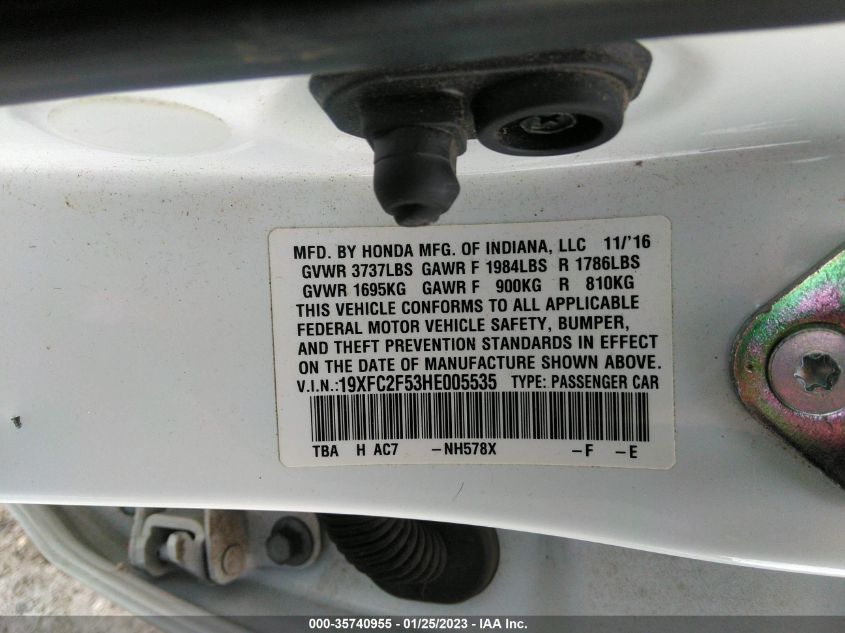 MFD. BY HONDA MFG. OF INDIANA, LLC 11/'16
GVWR 3737LBS GAWR F 1984LBS R 1786LBS
GVWR 1695KG GAWR F 900KG R 810KG
THIS VEHICLE CONFORMS TO ALL APPLICABLE
FEDERAL MOTOR VEHICLE SAFETY, BUMPER,
AND THEFT PREVENTION STANDARDS IN EFFECT
ON THE DATE OF MANUFACTURE SHOWN ABOVE.
V.I.N.:19XFC2F53HE005535 TYPE: PASSENGER CAR
TBA H AC7 -NH578X -F -E
000-35740955 - 01/25/2023 - IAA Inc.